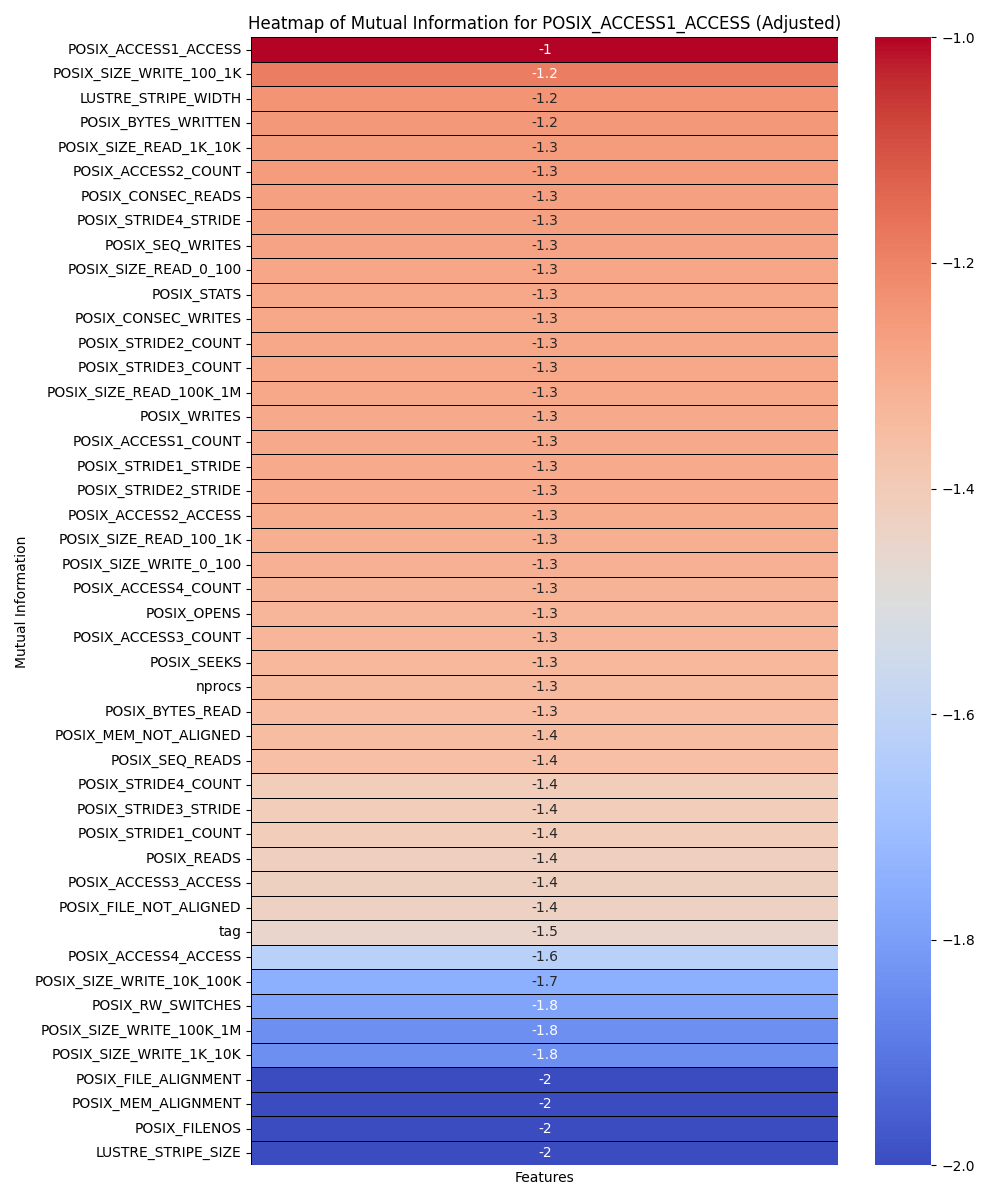 Heatmap of Mutual Information for POSIX_ACCESS1_ACCESS (Adjusted)
POSIX_ACCESS1_ACCESS -1
POSIX_SIZE_WRITE_100_1K -1.2
LUSTRE_STRIPE_WIDTH -1.2
POSIX_BYTES_WRITTEN -1.2
POSIX_SIZE_READ_1K_10K -1.3
POSIX_ACCESS2_COUNT -1.3
POSIX_CONSEC_READS -1.3
POSIX_STRIDE4_STRIDE -1.3
POSIX_SEQ_WRITES -1.3
POSIX_SIZE_READ_0_100 -1.3
POSIX_STATS -1.3
POSIX_CONSEC_WRITES -1.3
POSIX_STRIDE2_COUNT -1.3
POSIX_STRIDE3_COUNT -1.3
POSIX_SIZE_READ_100K_1M -1.3
POSIX_WRITES -1.3
POSIX_ACCESS1_COUNT -1.3
POSIX_STRIDE1_STRIDE -1.3
POSIX_STRIDE2_STRIDE -1.3
POSIX_ACCESS2_ACCESS -1.3
POSIX_SIZE_READ_100_1K -1.3
POSIX_SIZE_WRITE_0_100 -1.3
POSIX_ACCESS4_COUNT -1.3
POSIX_OPENS -1.3
POSIX_ACCESS3_COUNT -1.3
POSIX_SEEKS -1.3
nprocs -1.3
POSIX_BYTES_READ -1.3
POSIX_MEM_NOT_ALIGNED -1.4
POSIX_SEQ_READS -1.4
POSIX_STRIDE4_COUNT -1.4
POSIX_STRIDE3_STRIDE -1.4
POSIX_STRIDE1_COUNT -1.4
POSIX_READS -1.4
POSIX_ACCESS3_ACCESS -1.4
POSIX_FILE_NOT_ALIGNED -1.4
tag -1.5
POSIX_ACCESS4_ACCESS -1.6
POSIX_SIZE_WRITE_10K_100K -1.7
POSIX_RW_SWITCHES -1.8
POSIX_SIZE_WRITE_100K_1M -1.8
POSIX_SIZE_WRITE_1K_10K -1.8
POSIX_FILE_ALIGNMENT -2
POSIX_MEM_ALIGNMENT -2
POSIX_FILENOS -2
LUSTRE_STRIPE_SIZE -2
Mutual Information
Features
−1.0
−1.2
−1.4
−1.6
−1.8
−2.0